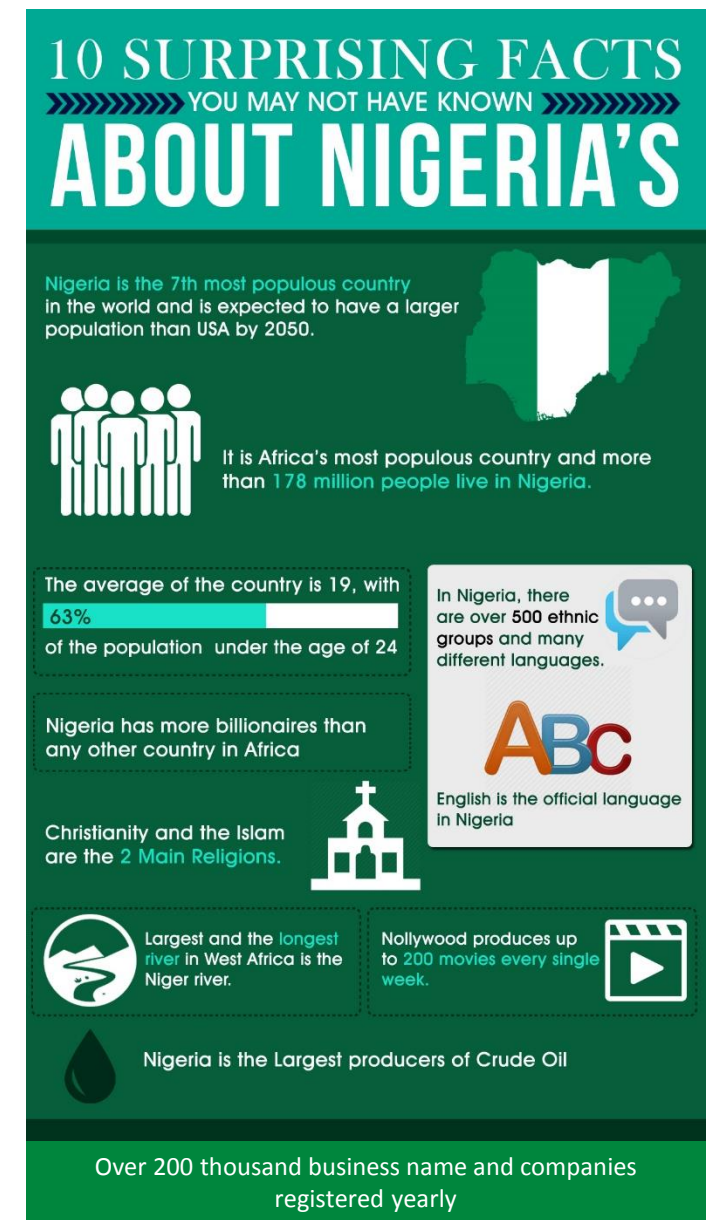 10 SURPRISING FACTS
YOU MAY NOT HAVE KNOWN
ABOUT NIGERIA'S
Nigeria is the 7th most populous country
in the world and is expected to have a larger
population than USA by 2050.
It is Africa's most populous country and more
than 178 million people live in Nigeria.
The average of the country is 19, with
63%
of the population under the age of 24
In Nigeria, there
are over 500 ethnic
groups and many
different languages.
ABC
English is the official language
in Nigeria
Nigeria has more billionaires than
any other country in Africa
Christianity and the Islam
are the 2 Main Religions.
Largest and the longest
river in West Africa is the
Niger river.
Nollywood produces up
to 200 movies every single
week.
Nigeria is the Largest producers of Crude Oil
Over 200 thousand business name and companies
registered yearly